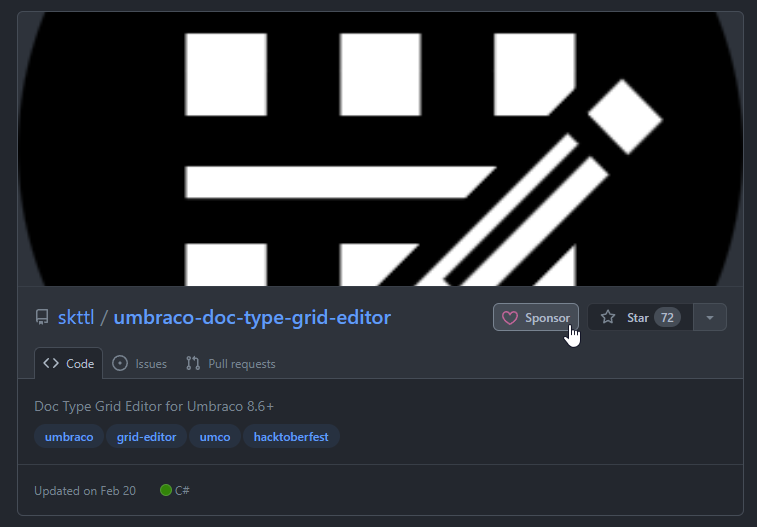 skttl / umbraco-doc-type-grid-editor Sponsor Star 72
Code Issues Pull requests
Doc Type Grid Editor for Umbraco 8.6+
umbraco grid-editor umco hacktoberfest
Updated on Feb 20 C#